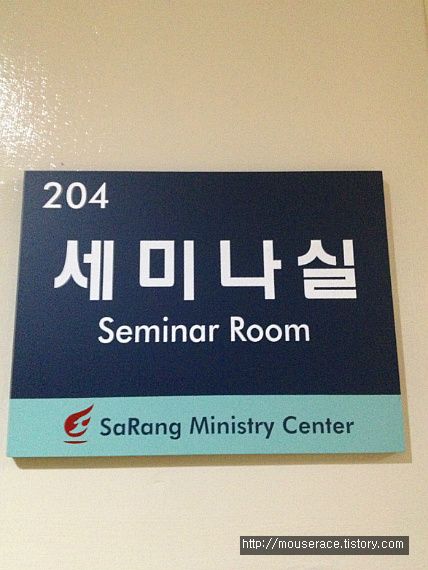 204
세미나실
Seminar Room
SaRang Ministry Center
http://mouserace.tistory.com